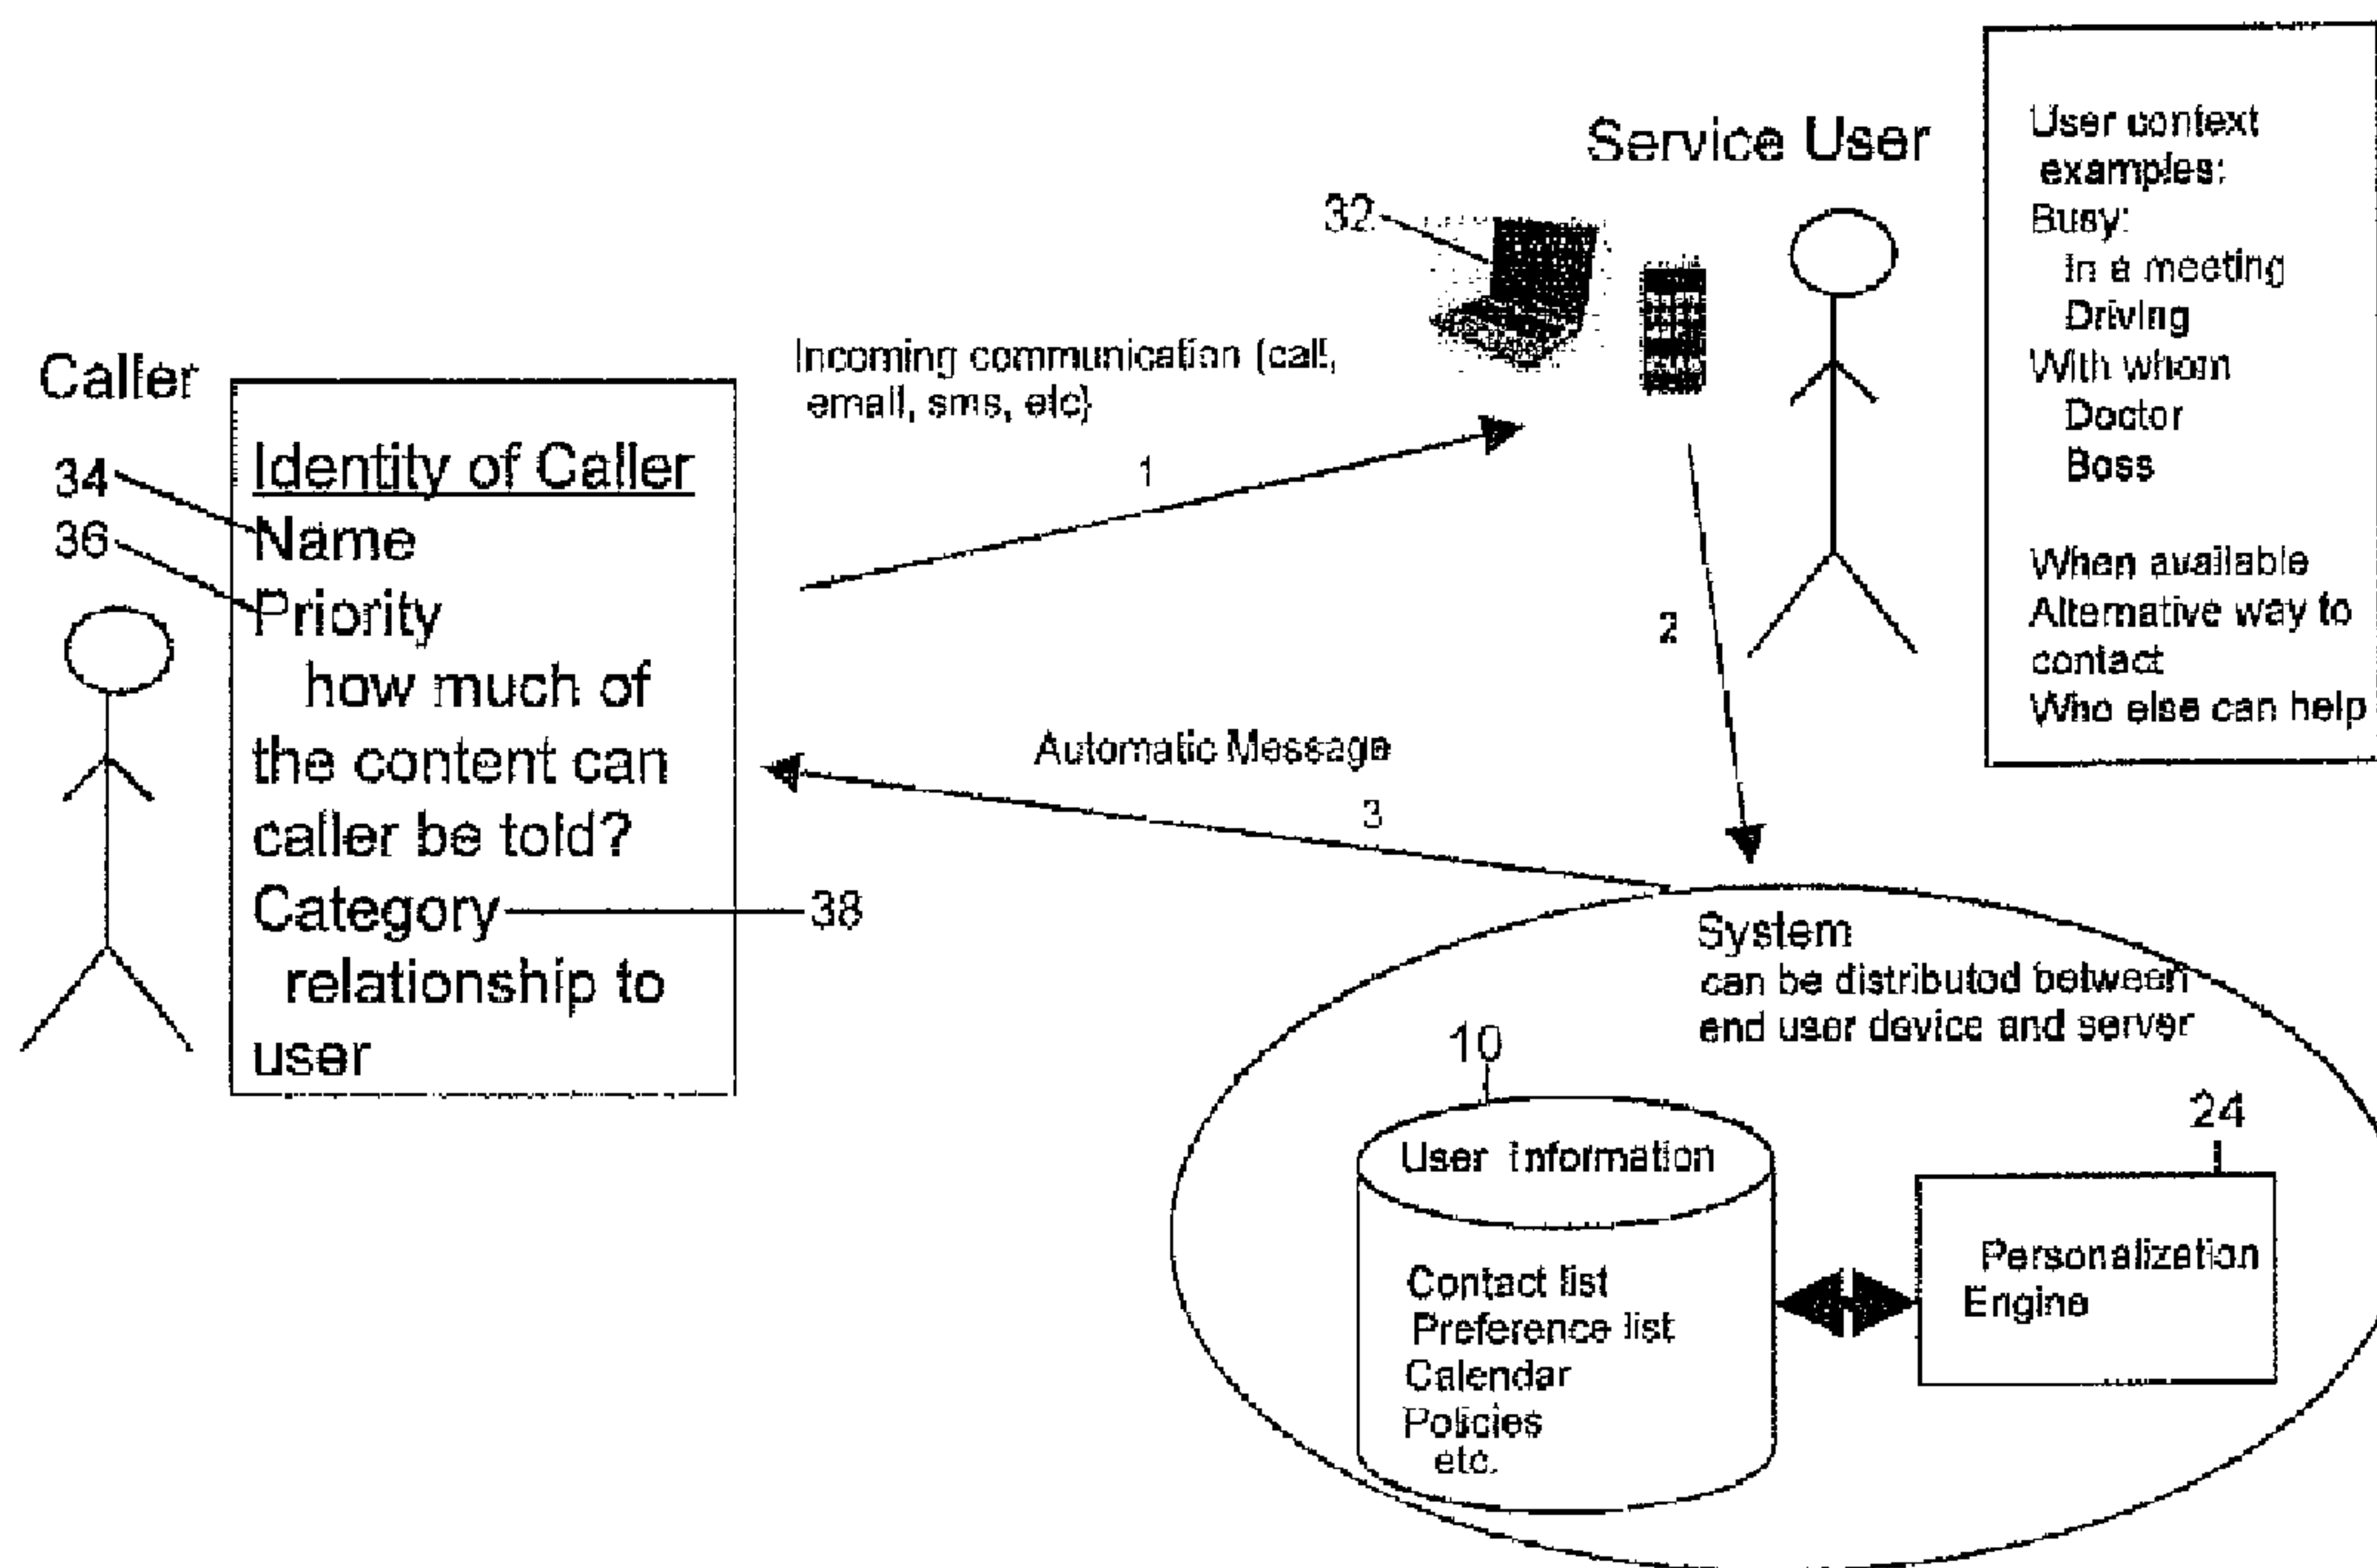 Caller
34
36
Identity of Caller
Name
Priority
how much of
the content can
caller be told?
Category
38
relationship to
user
Incoming communication (call,
email, sms, etc)
1
Service User
32
User context
examples:
Busy:
In a meeting
Driving
With whom
Doctor
Boss
When available
Alternative way to
contact
Who else can help
2
Automatic Message
3
System
can be distributed between
end user device and server
10
User information
Contact list
Preference list
Calendar
Policies
etc.
24
Personalization
Engine